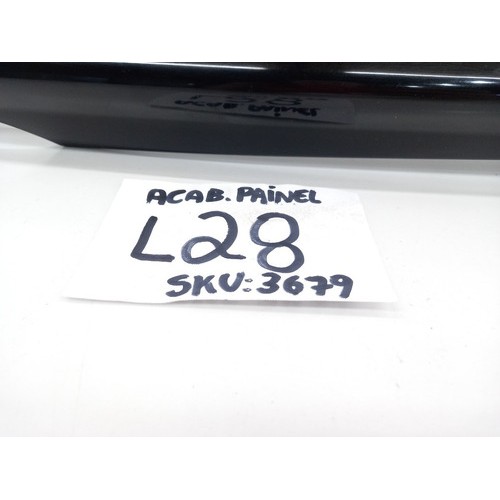 ACAB. PAINEL
L28
SKU: 3679